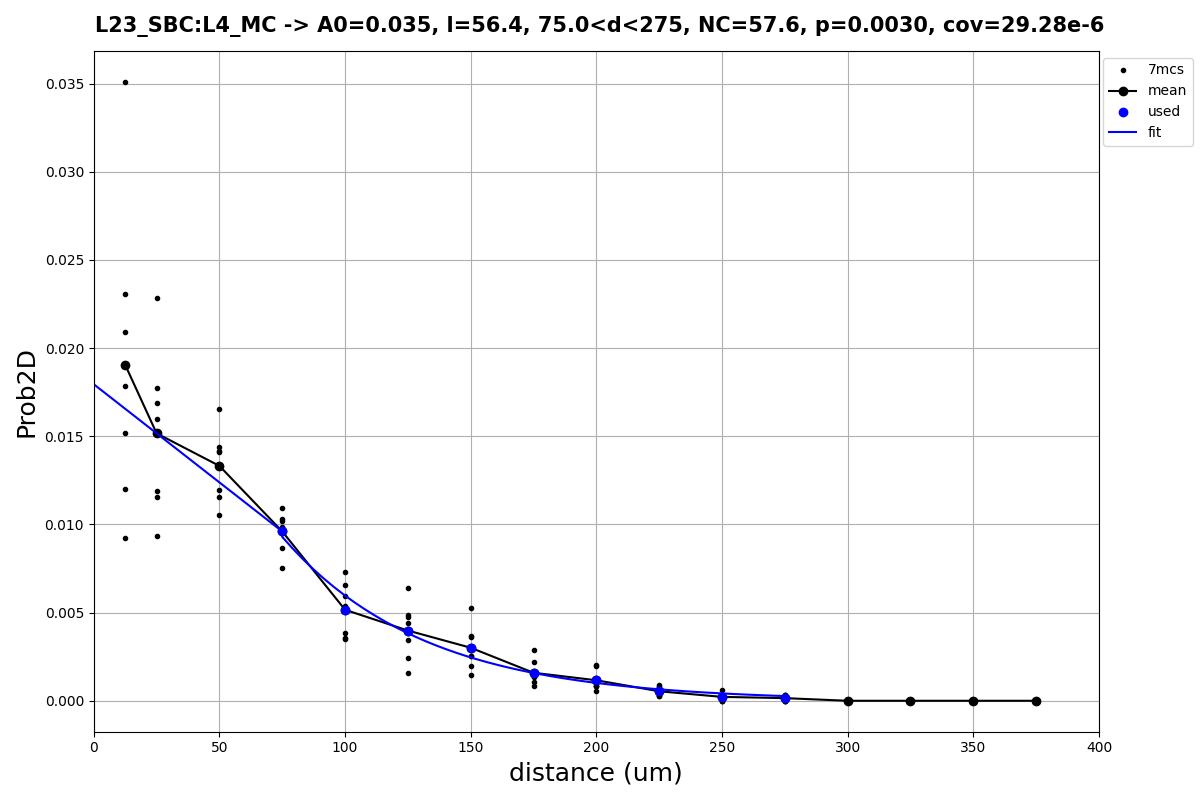 L23_SBC:L4_MC -> A0=0.035, l=56.4, 75.0<d<275, NC=57.6, p=0.0030, cov=29.28e-6
7mcs
mean
used
fit
Prob2D
0.035
0.030
0.025
0.020
0.015
0.010
0.005
0.000
0 50 100 150 200 250 300 350 400
distance (um)